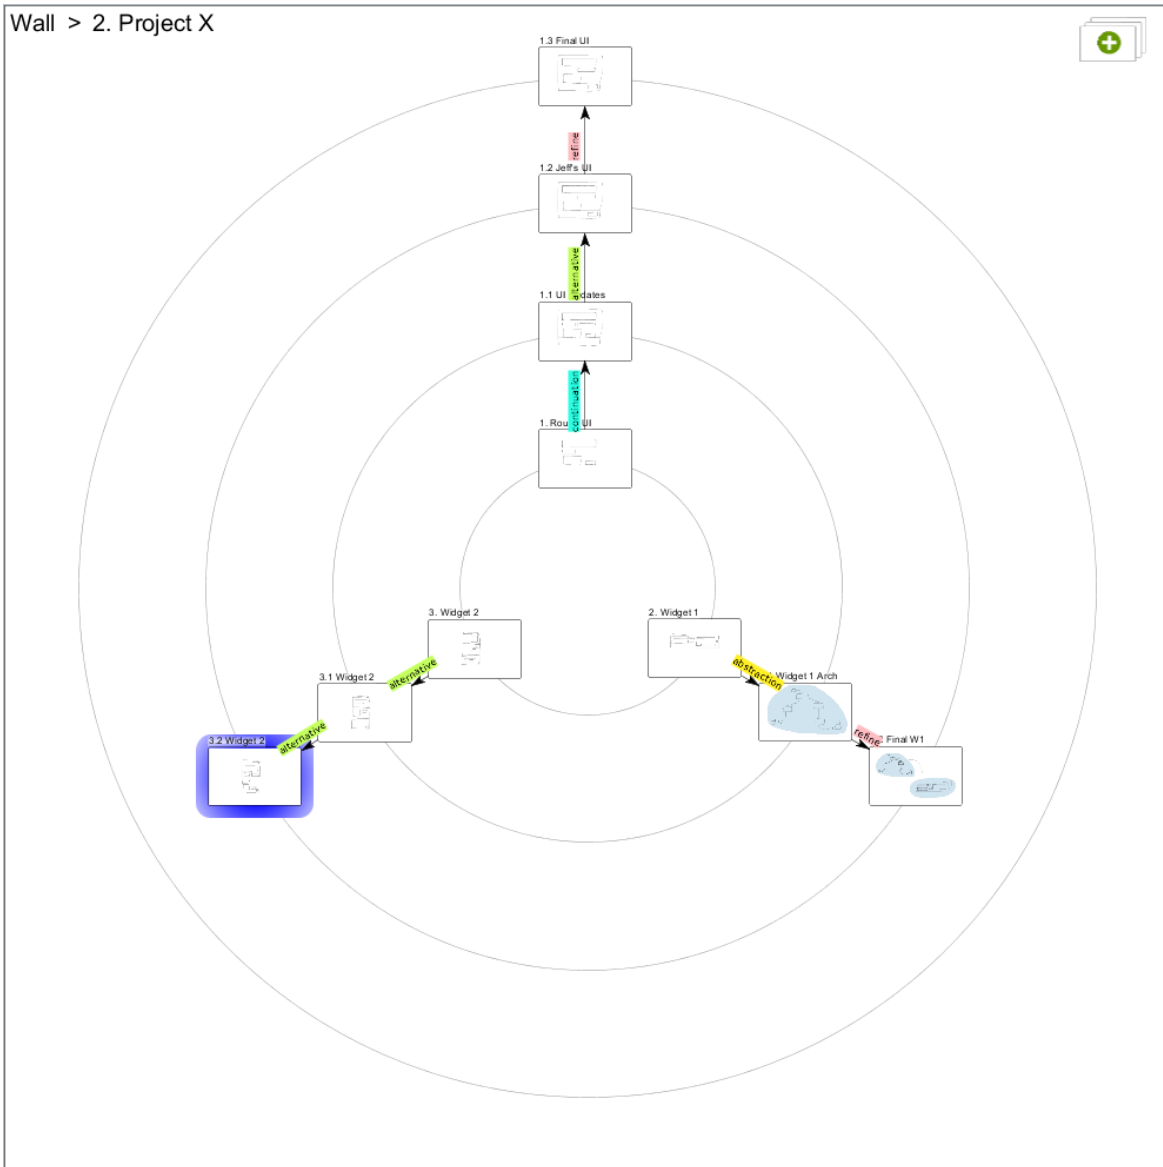 Wall > 2. Project X
1.3 Final UI
refine
1.2 Jeff's UI
alternative
1.1 UI dates
continuation
1. Rou UI
3. Widget 2
2. Widget 1
alternative
abstraction
3.1 Widget 2
Widget 1 Arch
alternative
refine
3.2 Widget 2
Final W1